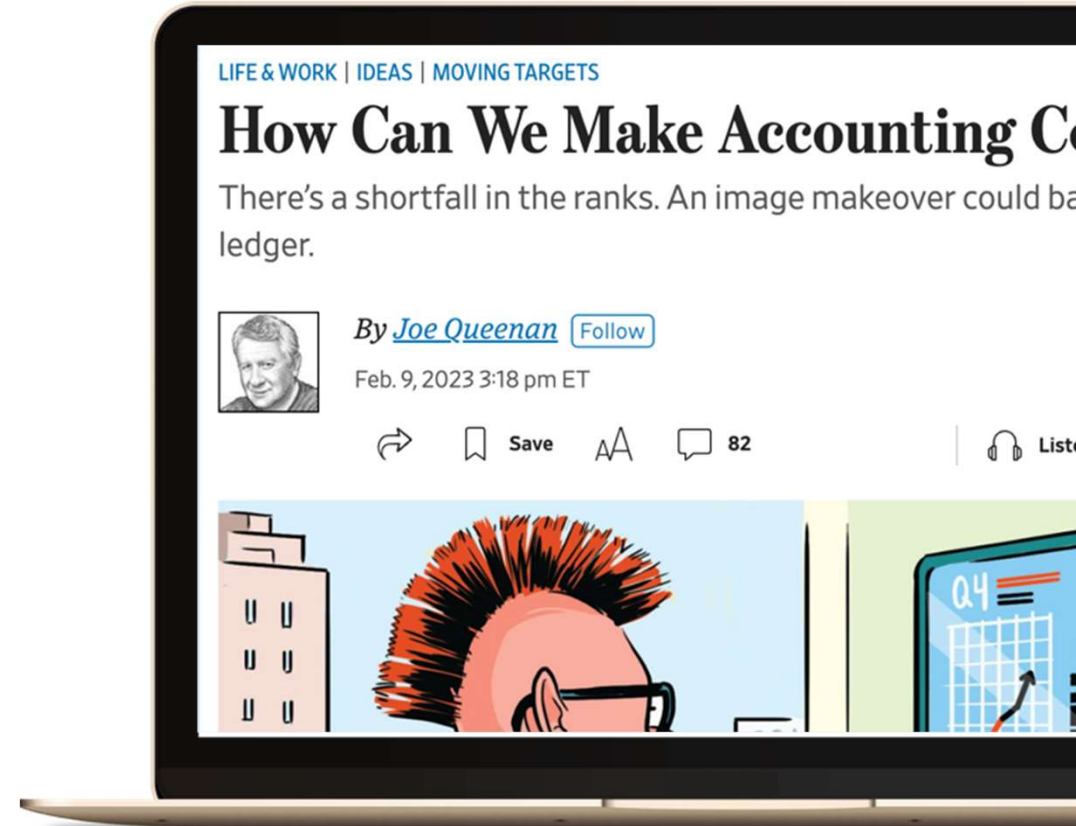 LIFE & WORK | IDEAS | MOVING TARGETS
How Can We Make Accounting
There's a shortfall in the ranks. An image makeover could
ledger.
By Joe Queenan Follow
Feb. 9, 2023 3:18 pm ET
Save AA 82
Q4